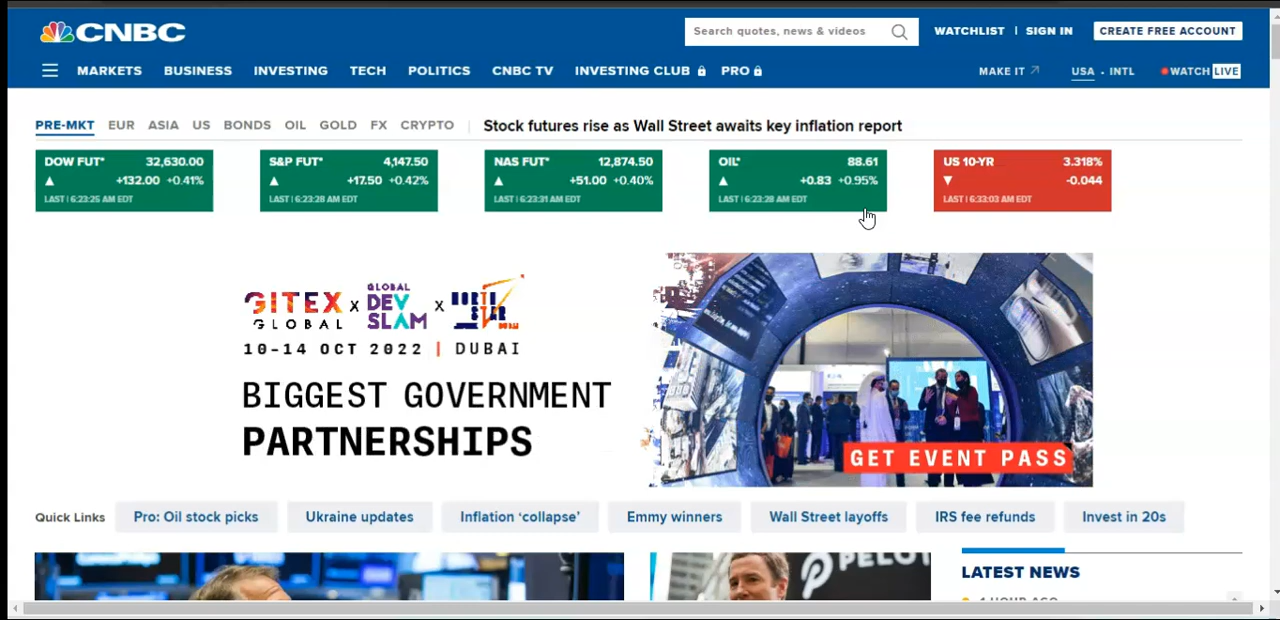 CNBC
Search quotes, news & videos
WATCHLIST | SIGN IN
CREATE FREE ACCOUNT
MARKETS BUSINESS INVESTING TECH POLITICS CNBC TV INVESTING CLUB PRO
MAKE IT USA • INTL WATCH LIVE
PRE-MKT EUR ASIA US BONDS OIL GOLD FX CRYPTO
Stock futures rise as Wall Street awaits key inflation report
DOW FUT* 32,630.00
+132.00 +0.41%
LAST | 6:23:25 AM EDT
S&P FUT* 4,147.50
+17.50 +0.42%
LAST | 6:23:28 AM EDT
NAS FUT* 12,874.50
+51.00 +0.40%
LAST | 6:23:31 AM EDT
OIL* 88.61
+0.83 +0.95%
LAST | 6:23:28 AM EDT
US 10-YR 3.318%
-0.044
LAST | 6:33:03 AM EDT
GITEX GLOBAL x GLOBAL DEV SLAM x
10-14 OCT 2022 | DUBAI
BIGGEST GOVERNMENT
PARTNERSHIPS
GET EVENT PASS
Quick Links
Pro: Oil stock picks
Ukraine updates
Inflation ‘collapse’
Emmy winners
Wall Street layoffs
IRS fee refunds
Invest in 20s
PELOT
LATEST NEWS
1 HOUR AGO